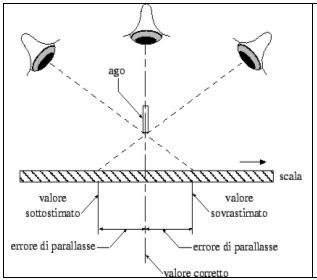 ago
scala
valore
sottostimato
valore
sovrastimato
errore di parallasse
errore di parallasse
valore corretto